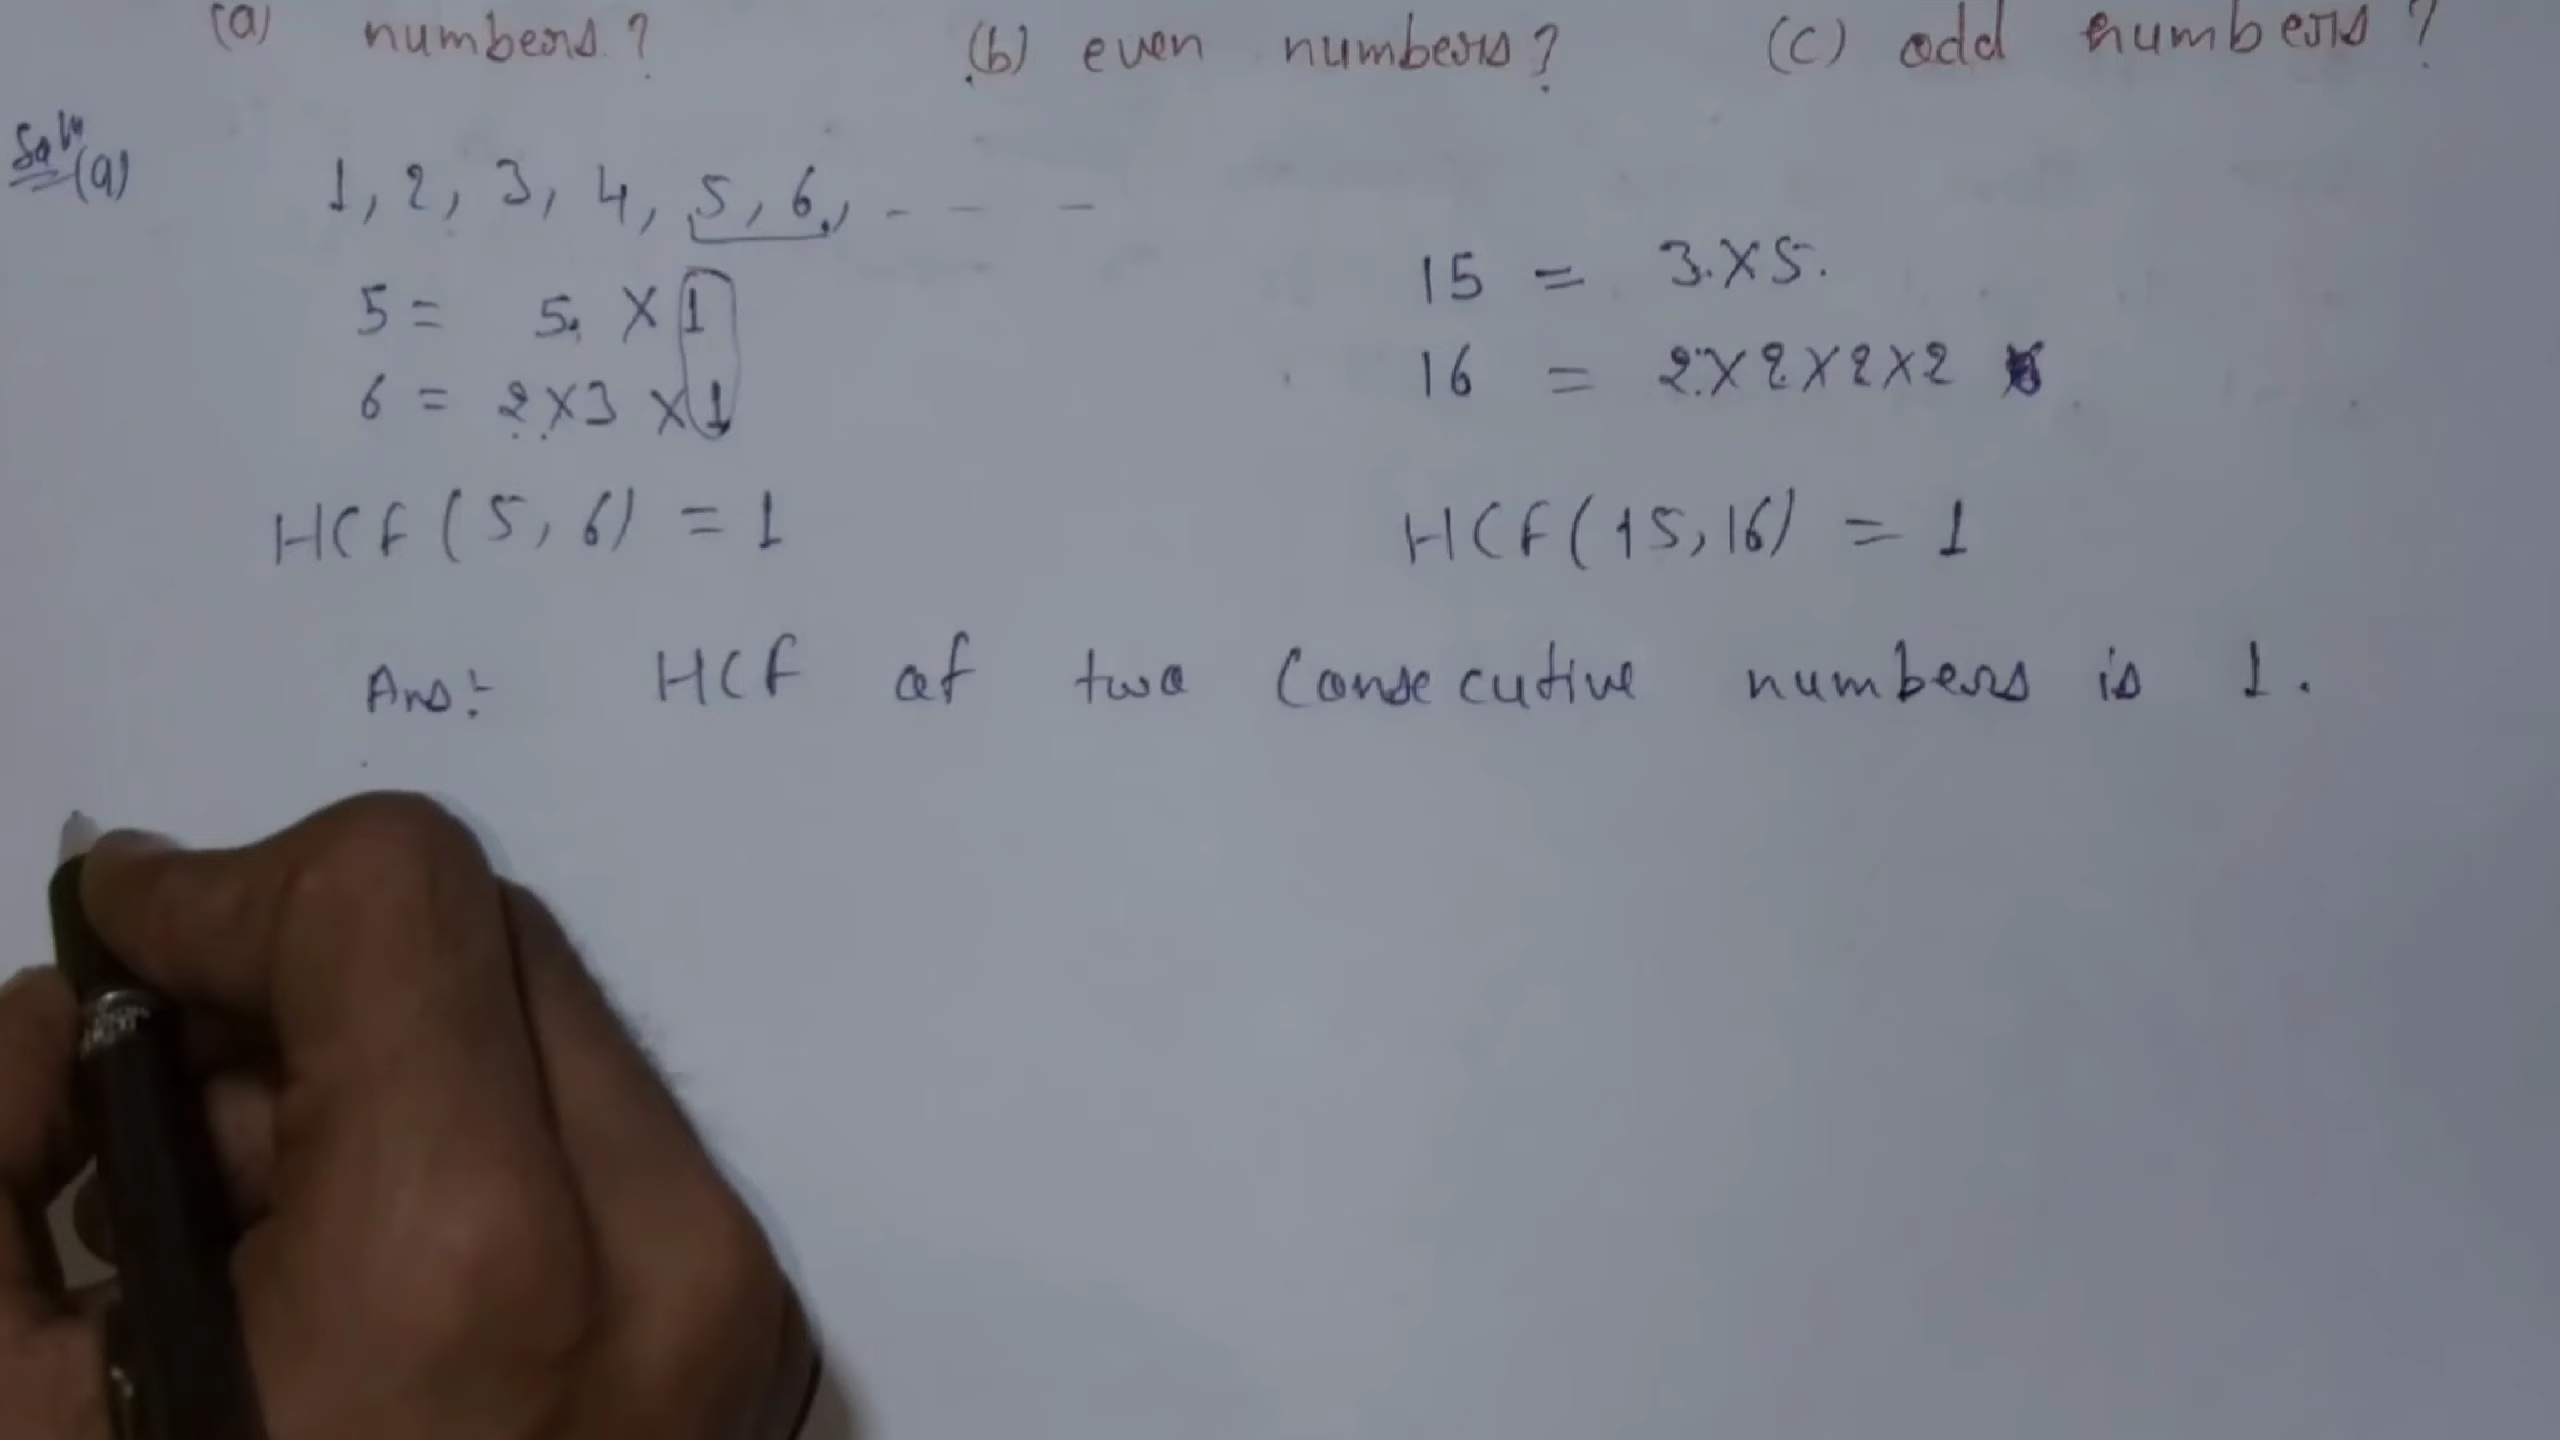 (a) numbers? (b) even numbers? (c) odd numbers?
Solⁿ (a) 1, 2, 3, 4, 5, 6, - - -
5 = 5 × 1
6 = 2 × 3 × 1
HCF (5, 6) = 1
15 = 3 × 5
16 = 2 × 2 × 2 × 2
HCF (15, 16) = 1
Ans:- HCF of two Consecutive numbers is 1.